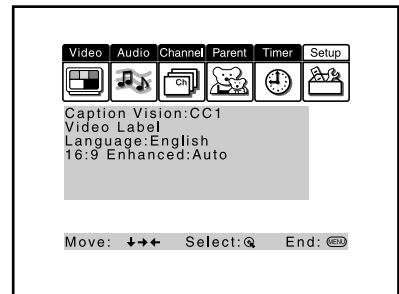 Video Audio Channel Parent Timer Setup
Ch
Caption Vision:CC1
Video Label
Language:English
16:9 Enhanced:Auto
Move: ↓→← Select: End: MENU